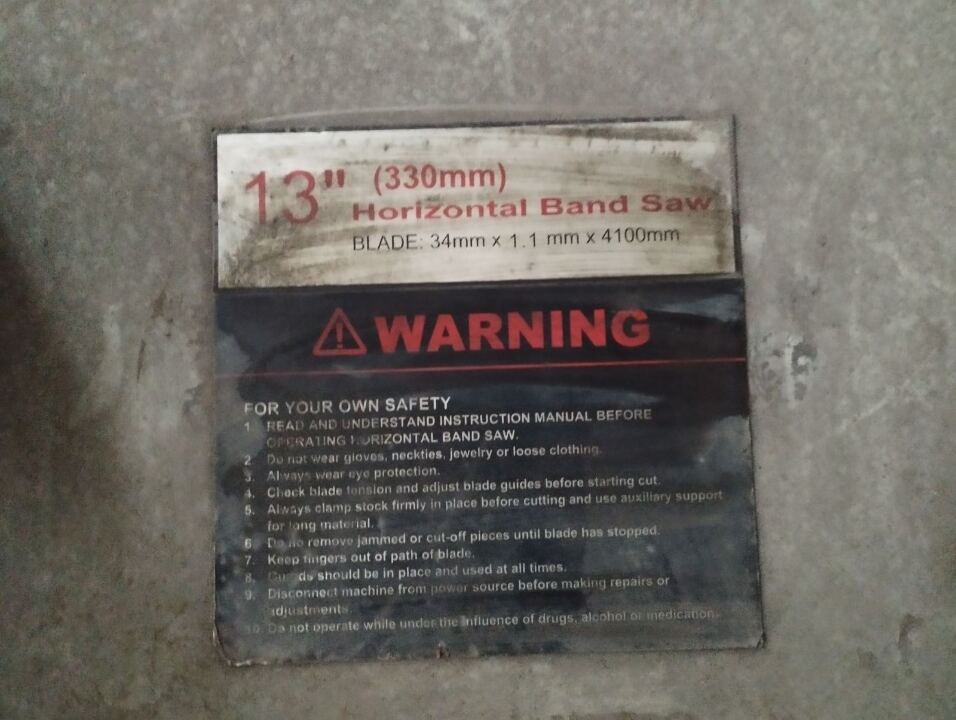 13" (330mm)
Horizontal Band Saw
BLADE: 34mm x 1.1 mm x 4100mm
WARNING
FOR YOUR OWN SAFETY
1. READ AND UNDERSTAND INSTRUCTION MANUAL BEFORE
OPERATING HORIZONTAL BAND SAW.
2. Do not wear gloves, neckties, jewelry or loose clothing.
3. Always wear eye protection.
4. Check blade tension and adjust blade guides before starting cut.
5. Always clamp stock firmly in place before cutting and use auxiliary support
for long material.
6. Do no remove jammed or cut-off pieces until blade has stopped.
7. Keep fingers out of path of blade.
8. Guards should be in place and used at all times.
9. Disconnect machine from power source before making repairs or
adjustments.
10. Do not operate while under the influence of drugs, alcohol or medication.